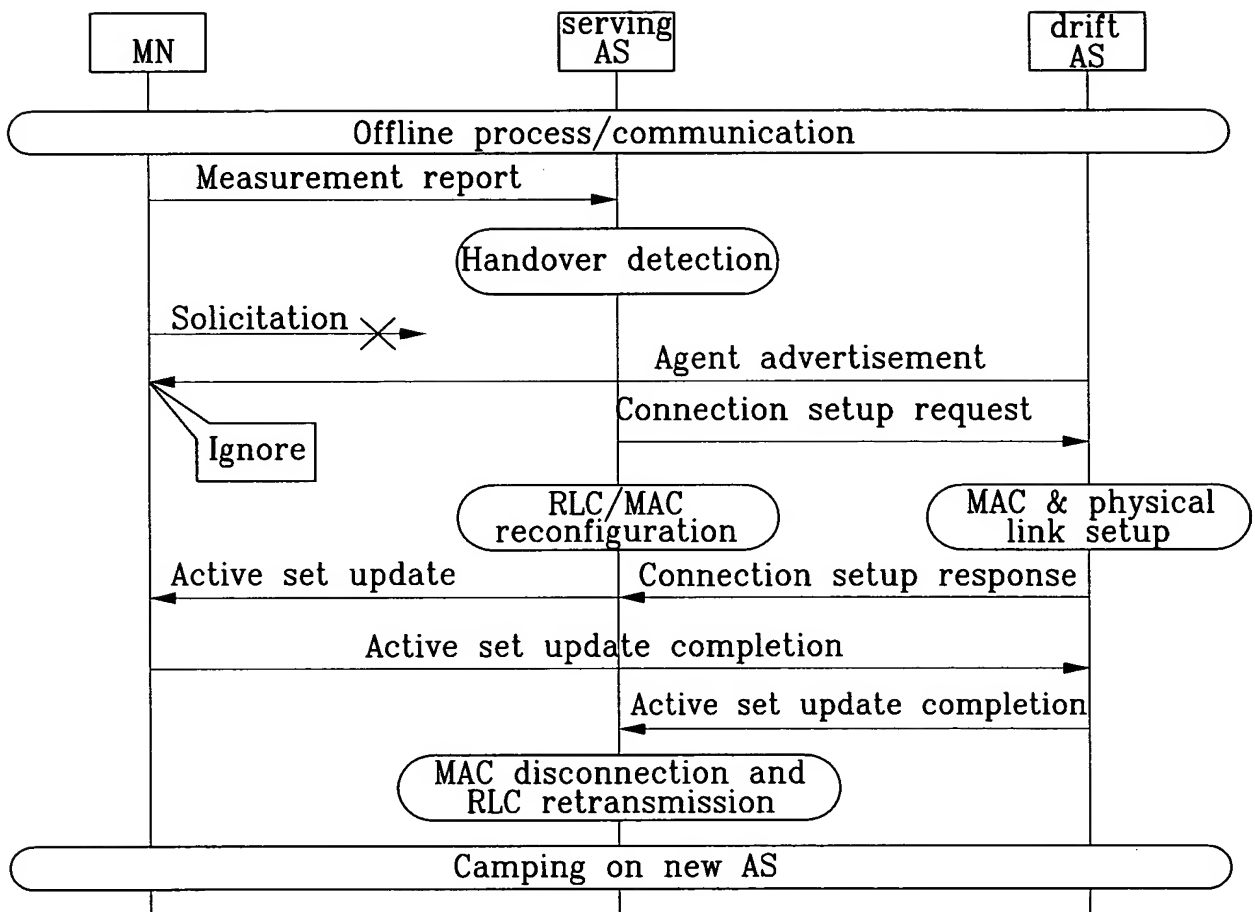 MN
serving
AS
drift
AS
Offline process/communication
Measurement report
Handover detection
Solicitation
Agent advertisement
Connection setup request
Ignore
RLC/MAC
reconfiguration
MAC & physical
link setup
Active set update
Connection setup response
Active set update completion
Active set update completion
MAC disconnection and
RLC retransmission
Camping on new AS